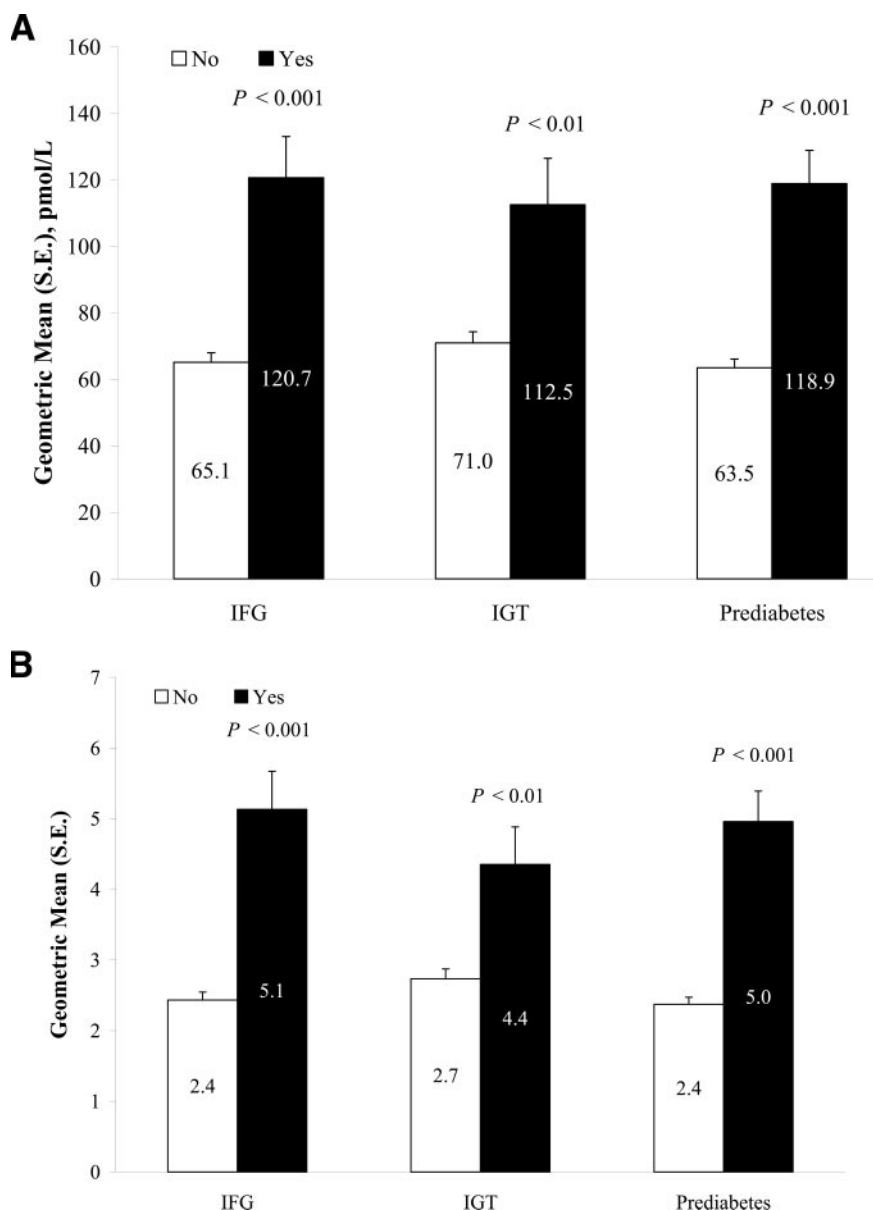 A
160
No Yes
P < 0.001
140
P < 0.01
P < 0.001
120
100
80
60
40
20
0
Geometric Mean (S.E.), pmol/L
65.1
120.7
71.0
112.5
63.5
118.9
IFG IGT Prediabetes
B
7
No Yes
P < 0.001
6
P < 0.01
P < 0.001
5
4
3
2
1
0
Geometric Mean (S.E.)
2.4
5.1
2.7
4.4
2.4
5.0
IFG IGT Prediabetes